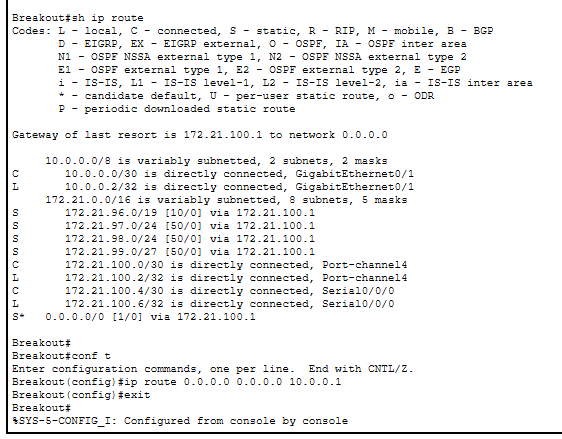 Breakout#sh ip route
Codes: L - local, C - connected, S - static, R - RIP, M - mobile, B - BGP
       D - EIGRP, EX - EIGRP external, O - OSPF, IA - OSPF inter area
       N1 - OSPF NSSA external type 1, N2 - OSPF NSSA external type 2
       E1 - OSPF external type 1, E2 - OSPF external type 2, E - EGP
       i - IS-IS, L1 - IS-IS level-1, L2 - IS-IS level-2, ia - IS-IS inter area
       * - candidate default, U - per-user static route, o - ODR
       P - periodic downloaded static route

Gateway of last resort is 172.21.100.1 to network 0.0.0.0

     10.0.0.0/8 is variably subnetted, 2 subnets, 2 masks
C       10.0.0.0/30 is directly connected, GigabitEthernet0/1
L       10.0.0.2/32 is directly connected, GigabitEthernet0/1
     172.21.0.0/16 is variably subnetted, 8 subnets, 5 masks
S       172.21.96.0/19 [10/0] via 172.21.100.1
S       172.21.97.0/24 [50/0] via 172.21.100.1
S       172.21.98.0/24 [50/0] via 172.21.100.1
S       172.21.99.0/27 [50/0] via 172.21.100.1
C       172.21.100.0/30 is directly connected, Port-channel4
L       172.21.100.2/32 is directly connected, Port-channel4
C       172.21.100.4/30 is directly connected, Serial0/0/0
L       172.21.100.6/32 is directly connected, Serial0/0/0
S*   0.0.0.0/0 [1/0] via 172.21.100.1

Breakout#
Breakout#conf t
Enter configuration commands, one per line.  End with CNTL/Z.
Breakout(config)#ip route 0.0.0.0 0.0.0.0 10.0.0.1
Breakout(config)#exit
Breakout#
%SYS-5-CONFIG_I: Configured from console by console